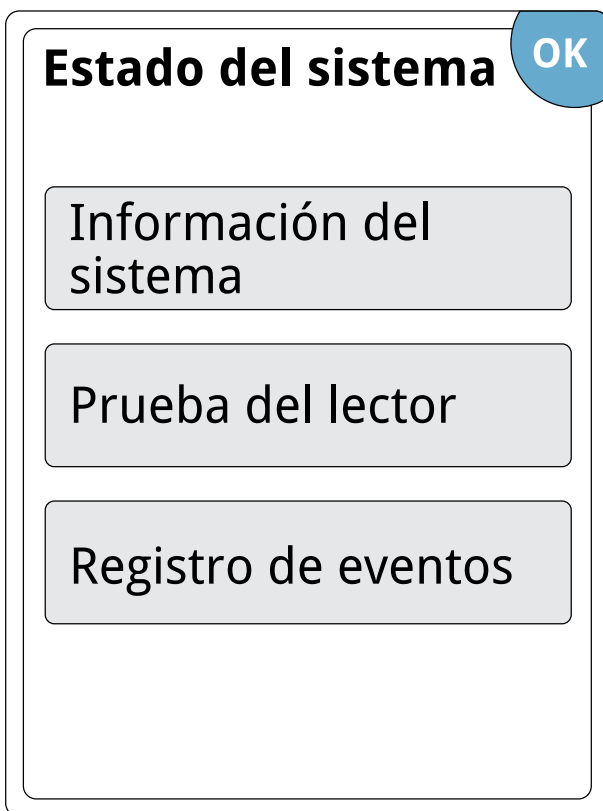 Estado del sistema
OK
Información del
sistema
Prueba del lector
Registro de eventos